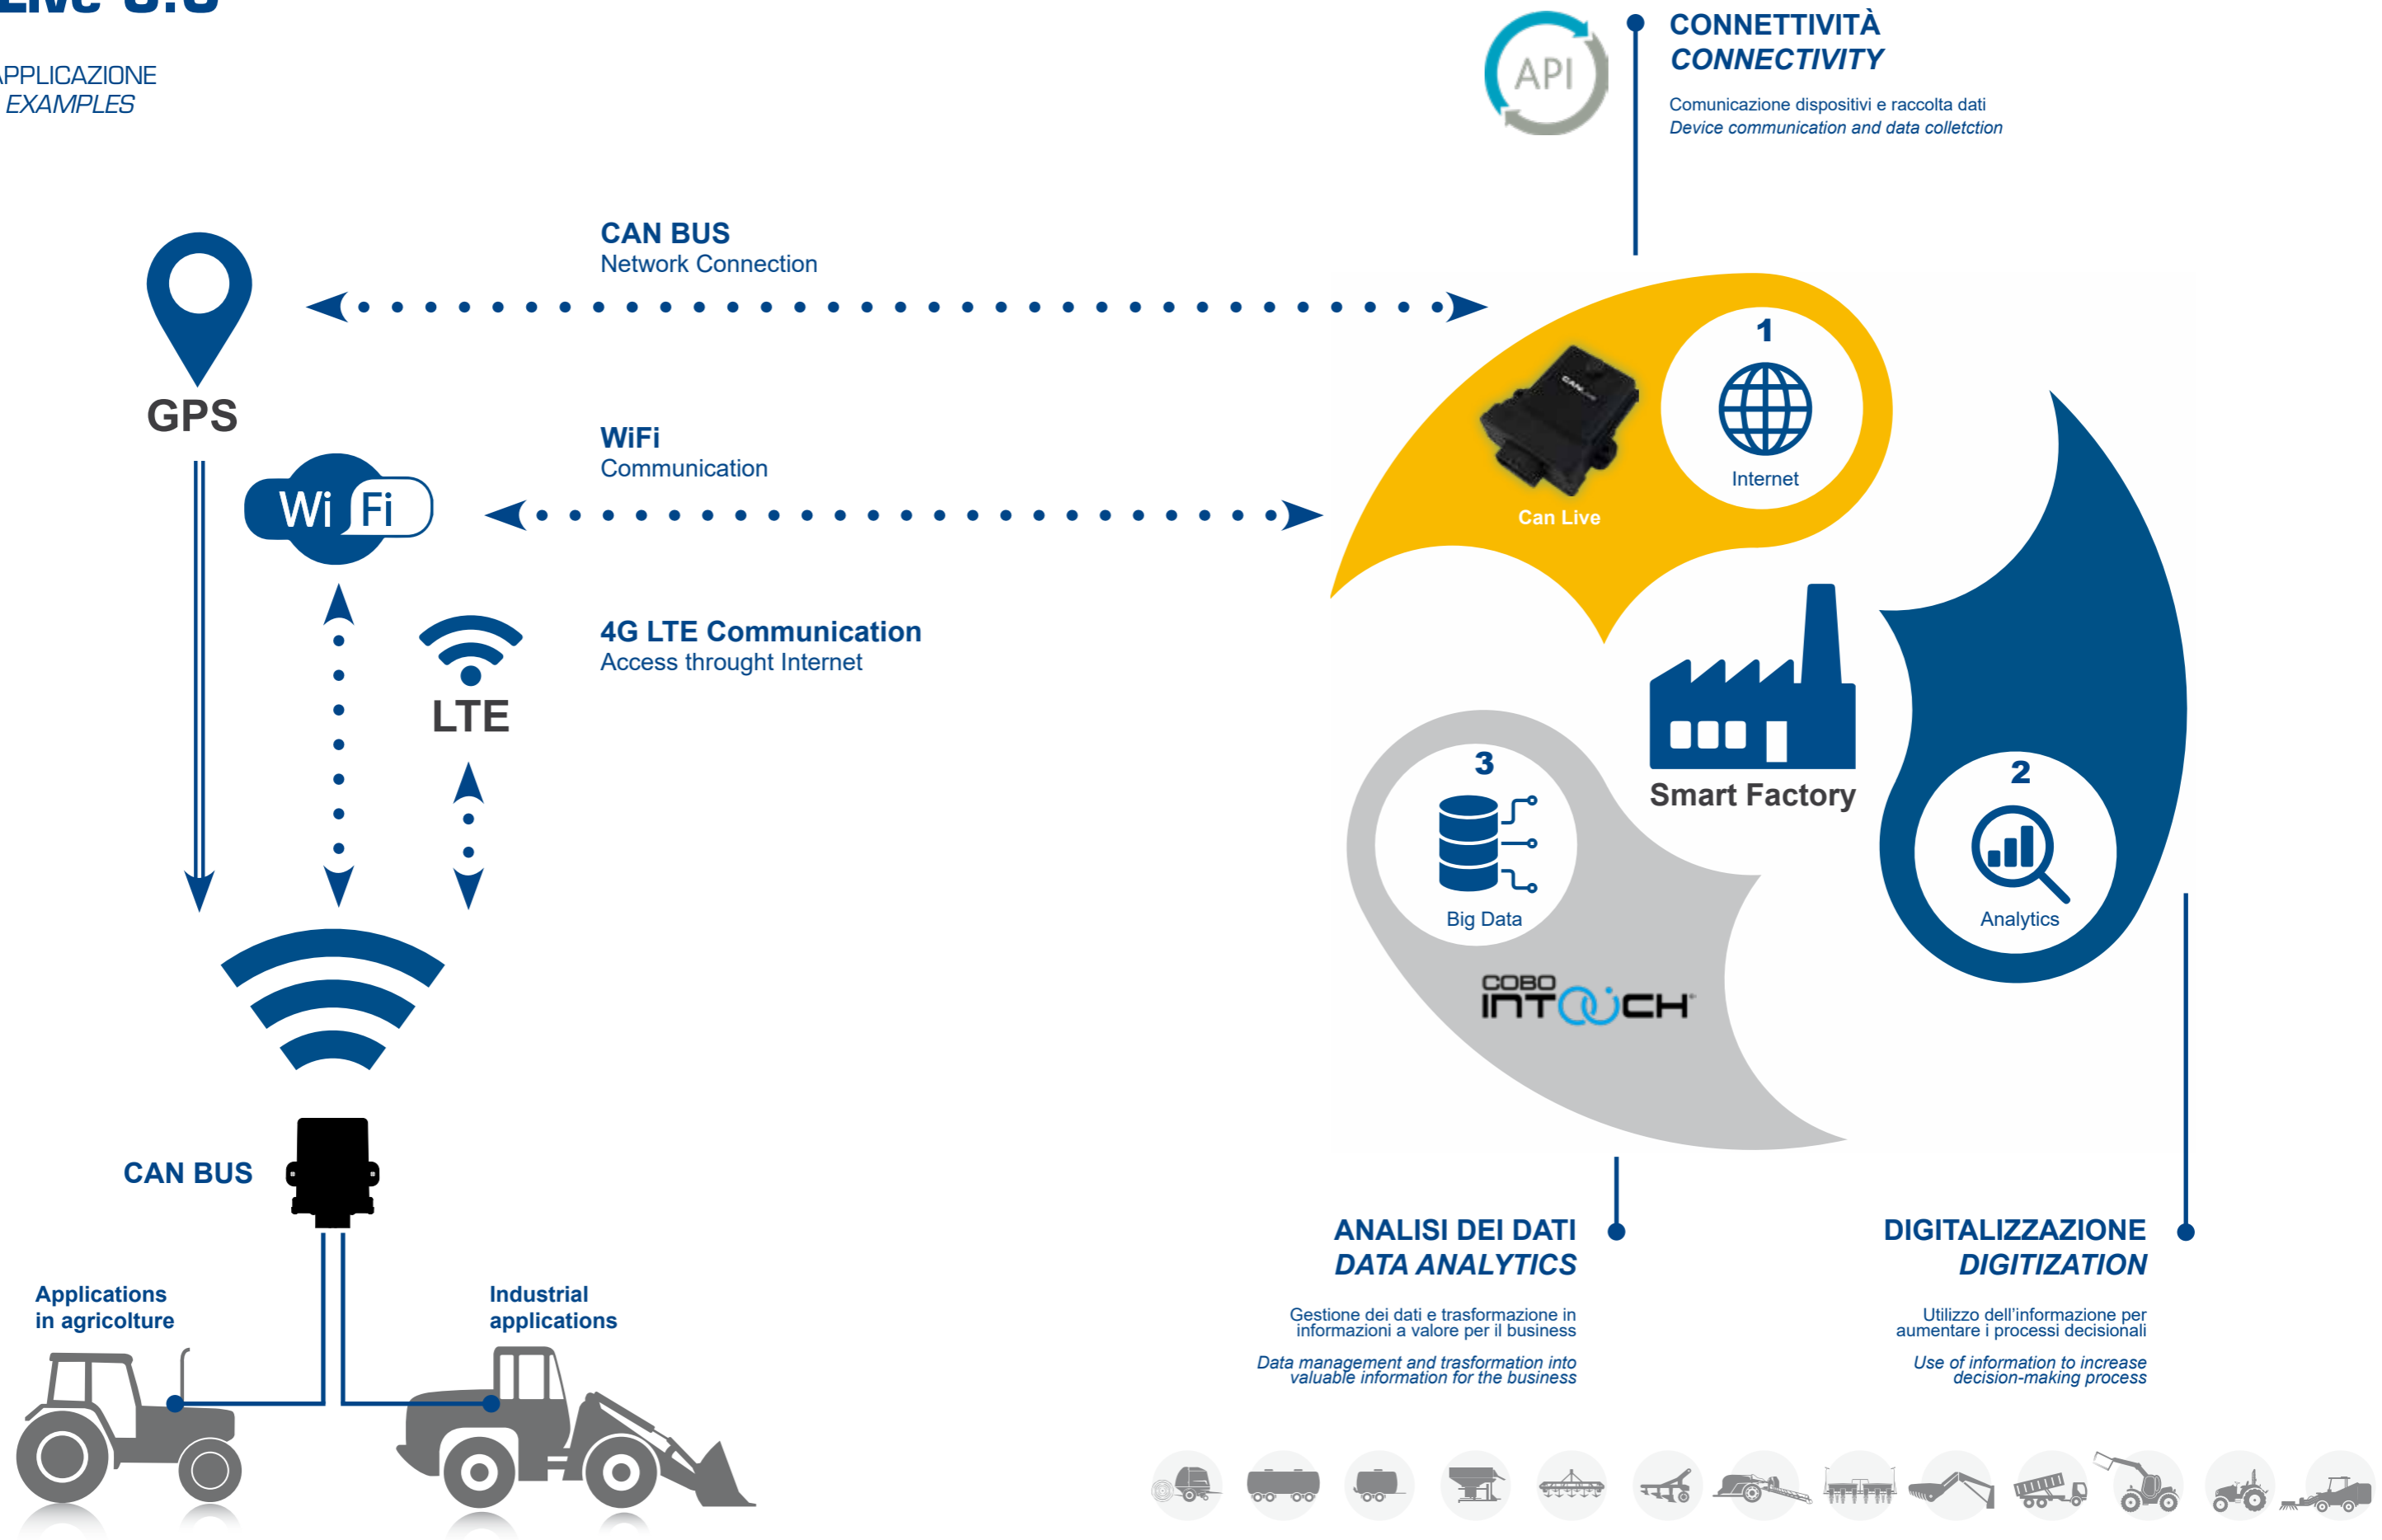 Live
APPLICAZIONE
EXAMPLES
API
CONNETTIVITÀ
CONNECTIVITY
Comunicazione dispositivi e raccolta dati
Device communication and data colletction
CAN BUS
Network Connection
GPS
WiFi
Communication
Wi Fi
4G LTE Communication
Access throught Internet
LTE
CAN Live
Can Live
1
Internet
Smart Factory
2
Analytics
3
Big Data
COBO
INTOUCH
CAN BUS
Applications
in agricolture
Industrial
applications
ANALISI DEI DATI
DATA ANALYTICS
Gestione dei dati e trasformazione in
informazioni a valore per il business
Data management and trasformation into
valuable information for the business
DIGITALIZZAZIONE
DIGITIZATION
Utilizzo dell'informazione per
aumentare i processi decisionali
Use of information to increase
decision-making process